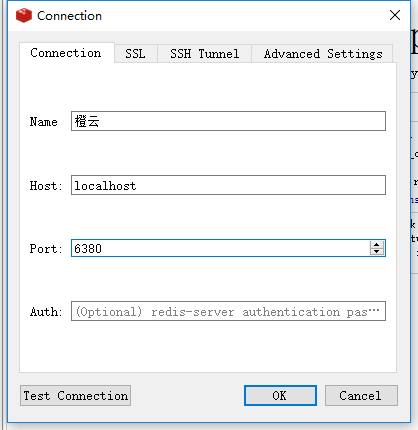 Connection
Connection SSL SSH Tunnel Advanced Settings
Name 橙云
Host: localhost
Port: 6380
Auth: (Optional) redis-server authentication pas…
Test Connection OK Cancel